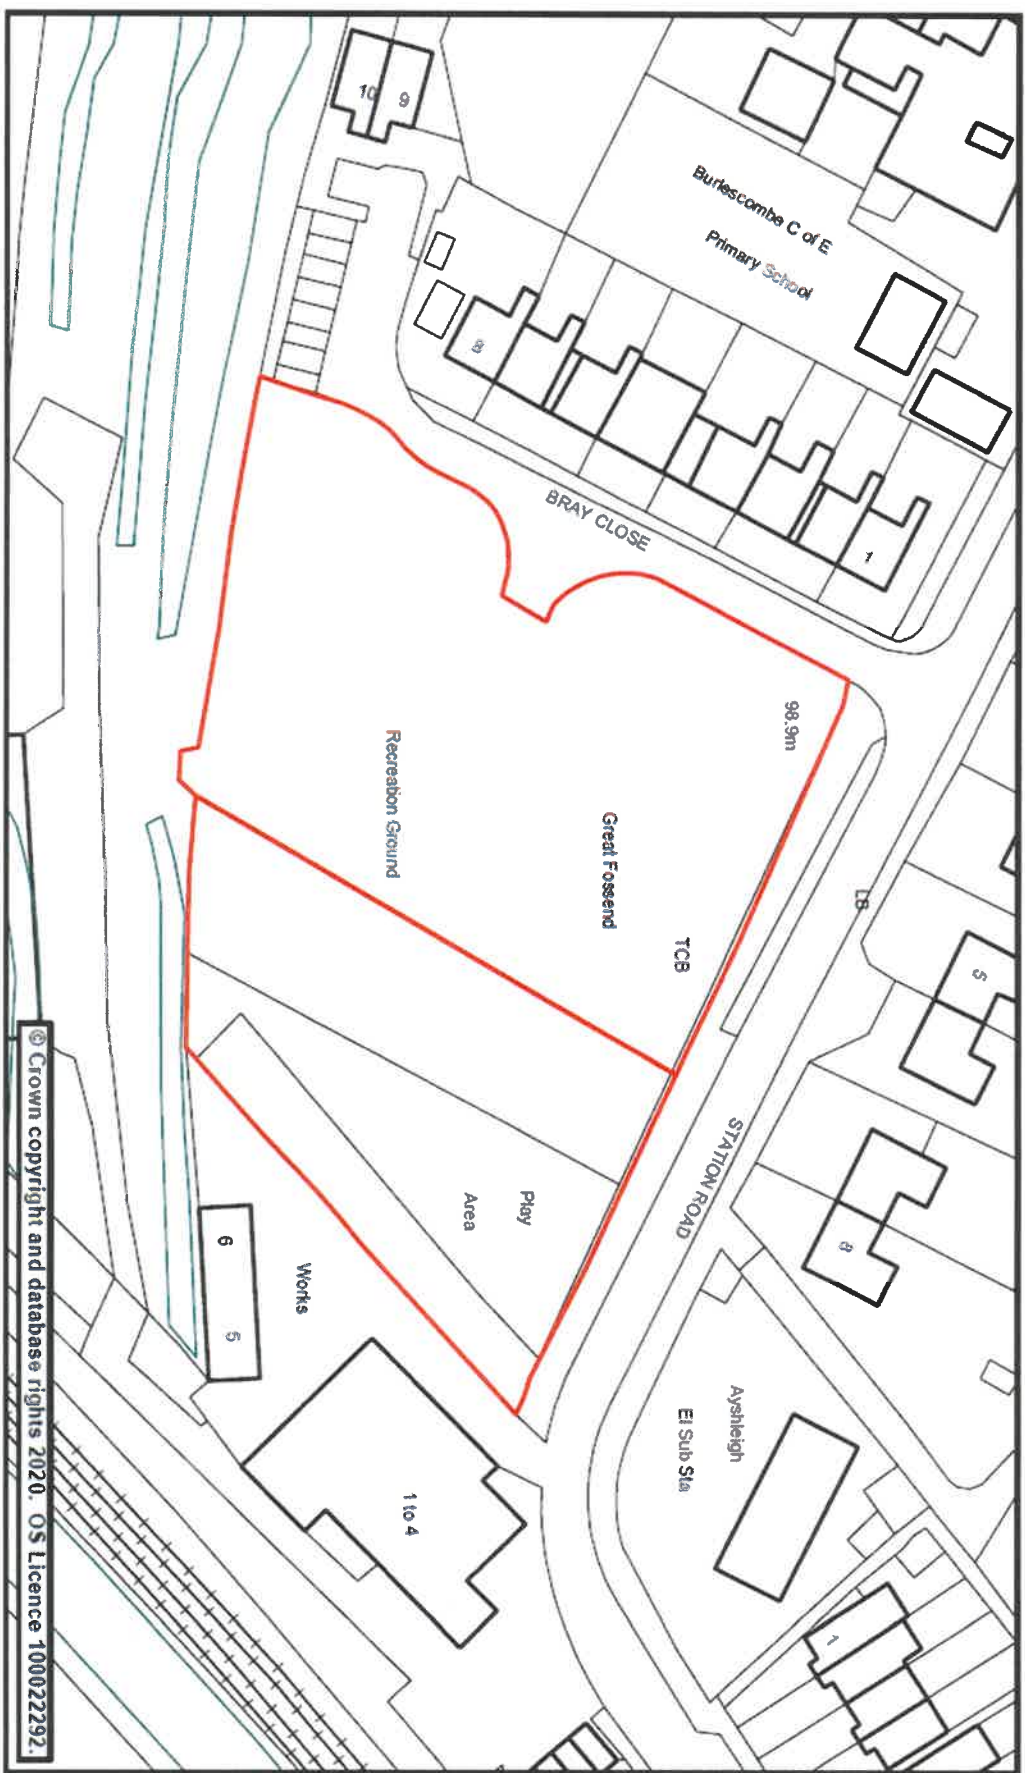 Burlescombe C of E
Primary School
10
9
8
1
BRAY CLOSE
98.9m
Great Fossend
Recreation Ground
TCB
LB
5
STATION ROAD
Play
Area
Works
6
5
1 to 4
Ayshleigh
El Sub Sta
1
© Crown copyright and database rights 2020. OS Licence 100022292.